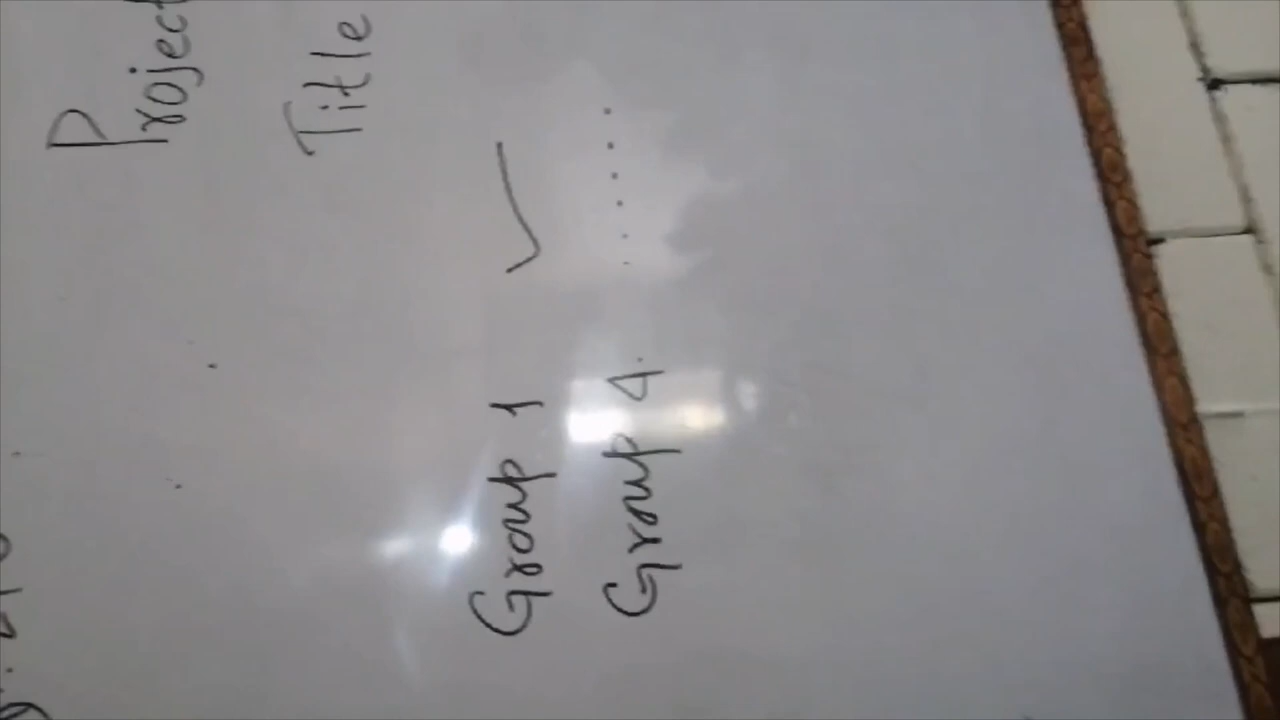 Project
Title
Group 1 ✓
Group 4 ......